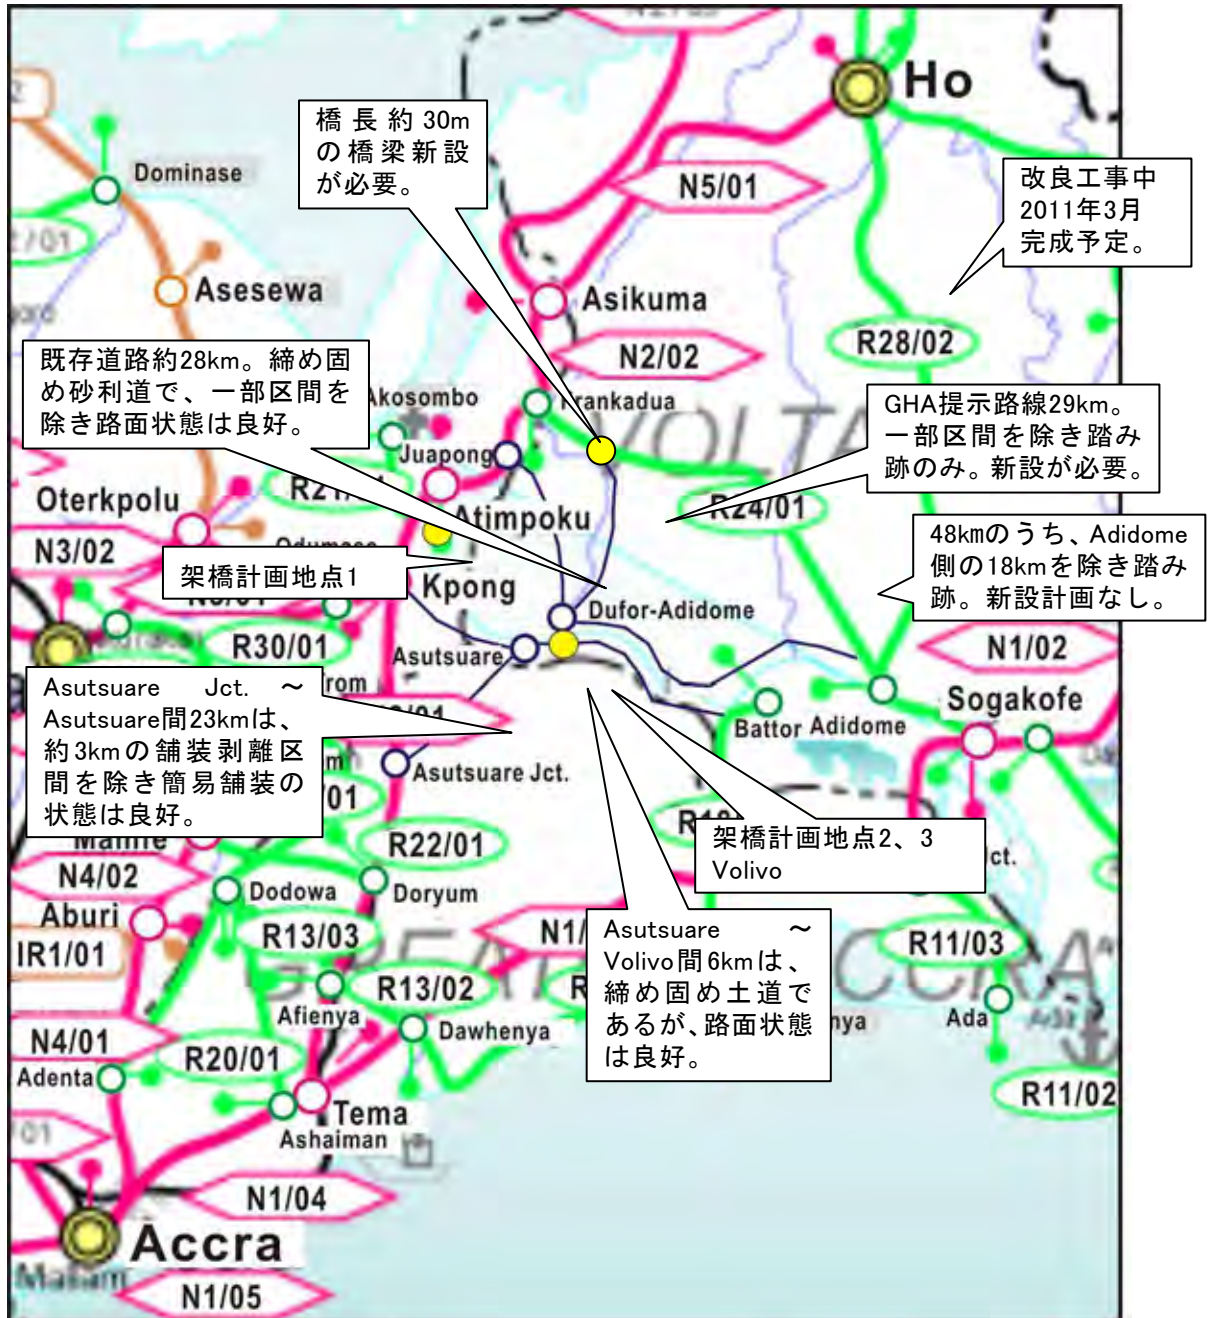 Ho
橋長約30m
の橋梁新設
が必要。
N5/01
Dominase
改良工事中
2011年3月
完成予定。
Asesewa
Asikuma
N2/02
R28/02
既存道路約28km。締め固
め砂利道で、一部区間を
除き路面状態は良好。
Akosombo
Frankadua
GHA提示路線29km。
一部区間を除き踏み
跡のみ。新設が必要。
VOLTA
Juapong
Oterkpolu
R24/01
Atimpoku
N3/02
48kmのうち、Adidome
側の18kmを除き踏み
跡。新設計画なし。
架橋計画地点1
Kpong
Dufor-Adidome
R30/01
Asutsuare
N1/02
Asutsuare Jct. ～
Asutsuare間23kmは、
約3kmの舗装剥離区
間を除き簡易舗装の
状態は良好。
Sogakofe
Battor
Adidome
Asutsuare Jct.
架橋計画地点2、3
Volivo
R22/01
N4/02
Dodowa
Doryum
Jct.
Aburi
IR1/01
R13/03
N1/
Asutsuare ～
Volivo間6kmは、
締め固め土道で
あるが、路面状態
は良好。
R11/03
R13/02
Afienya
Dawhenya
Ada
N4/01
R20/01
Adenta
R11/02
Tema
Ashaiman
N1/04
Accra
Mallam
N1/05